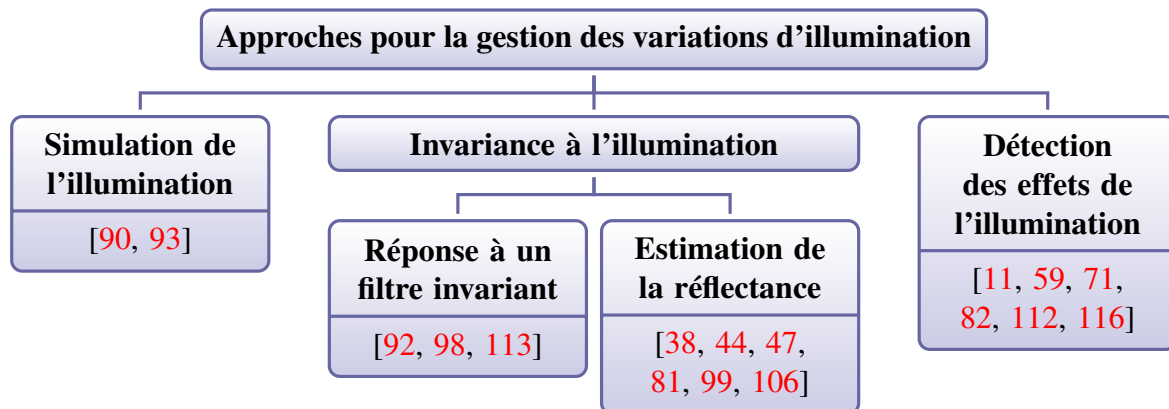 Approches pour la gestion des variations d'illumination
Simulation de
l'illumination
[90, 93]
Invariance à l'illumination
Réponse à un
filtre invariant
[92, 98, 113]
Estimation de
la réflectance
[38, 44, 47,
81, 99, 106]
Détection
des effets de
l'illumination
[11, 59, 71,
82, 112, 116]